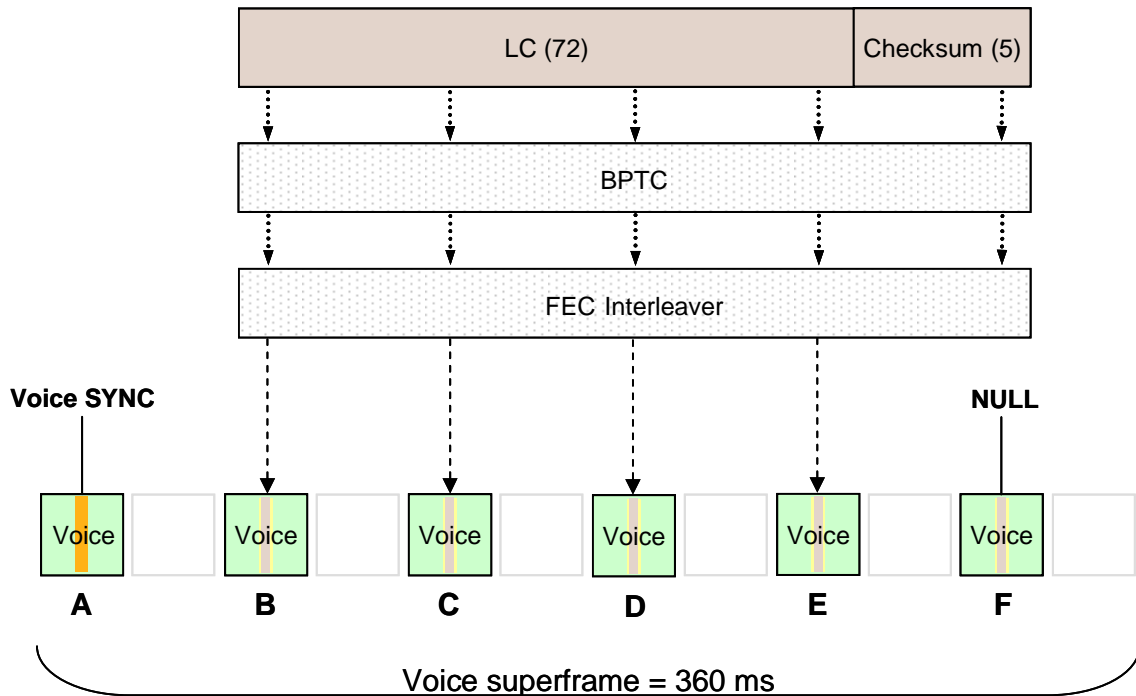 LC (72)
Checksum (5)
BPTC
FEC Interleaver
Voice SYNC
NULL
Voice
Voice
Voice
Voice
Voice
Voice
A
B
C
D
E
F
Voice superframe = 360 ms